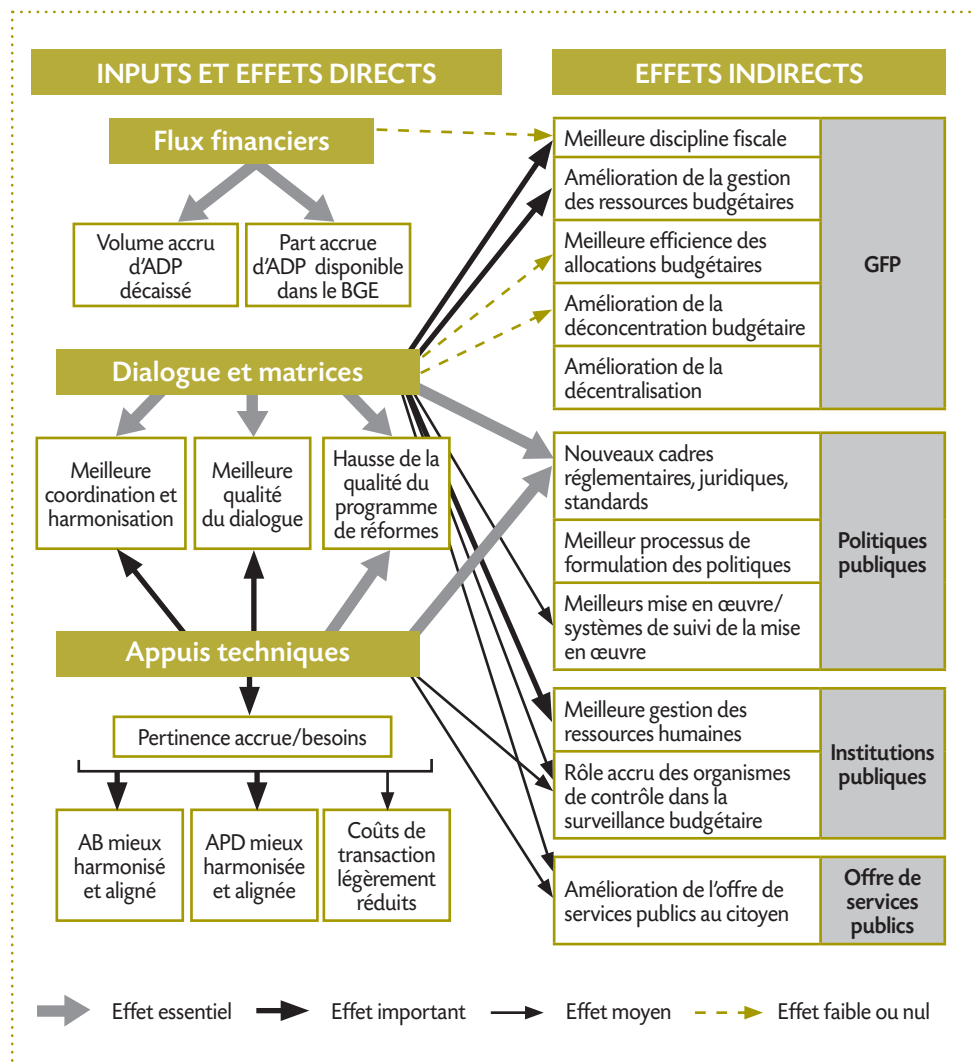 INPUTS ET EFFETS DIRECTS
Flux financiers
Volume accru
d'ADP
décaissé
Part accrue
d'ADP disponible
dans le BGE
Dialogue et matrices
Meilleure
coordination et
harmonisation
Meilleure
qualité
du dialogue
Hausse de la
qualité du
programme
de réformes
Appuis techniques
Pertinence accrue/besoins
AB mieux
harmonisé
et aligné
APD mieux
harmonisée
et alignée
Coûts de
transaction
légèrement
réduits
EFFETS INDIRECTS
Meilleure discipline fiscale
Amélioration de la gestion
des ressources budgétaires
Meilleure efficience des
allocations budgétaires
Amélioration de la
déconcentration budgétaire
Amélioration de la
décentralisation
GFP
Nouveaux cadres
réglementaires, juridiques,
standards
Meilleur processus de
formulation des politiques
Meilleurs mise en œuvre/
systèmes de suivi de la mise
en œuvre
Politiques
publiques
Meilleure gestion des
ressources humaines
Rôle accru des organismes
de contrôle dans la
surveillance budgétaire
Institutions
publiques
Amélioration de l'offre de
services publics au citoyen
Offre de
services
publics
Effet essentiel
Effet important
Effet moyen
Effet faible ou nul